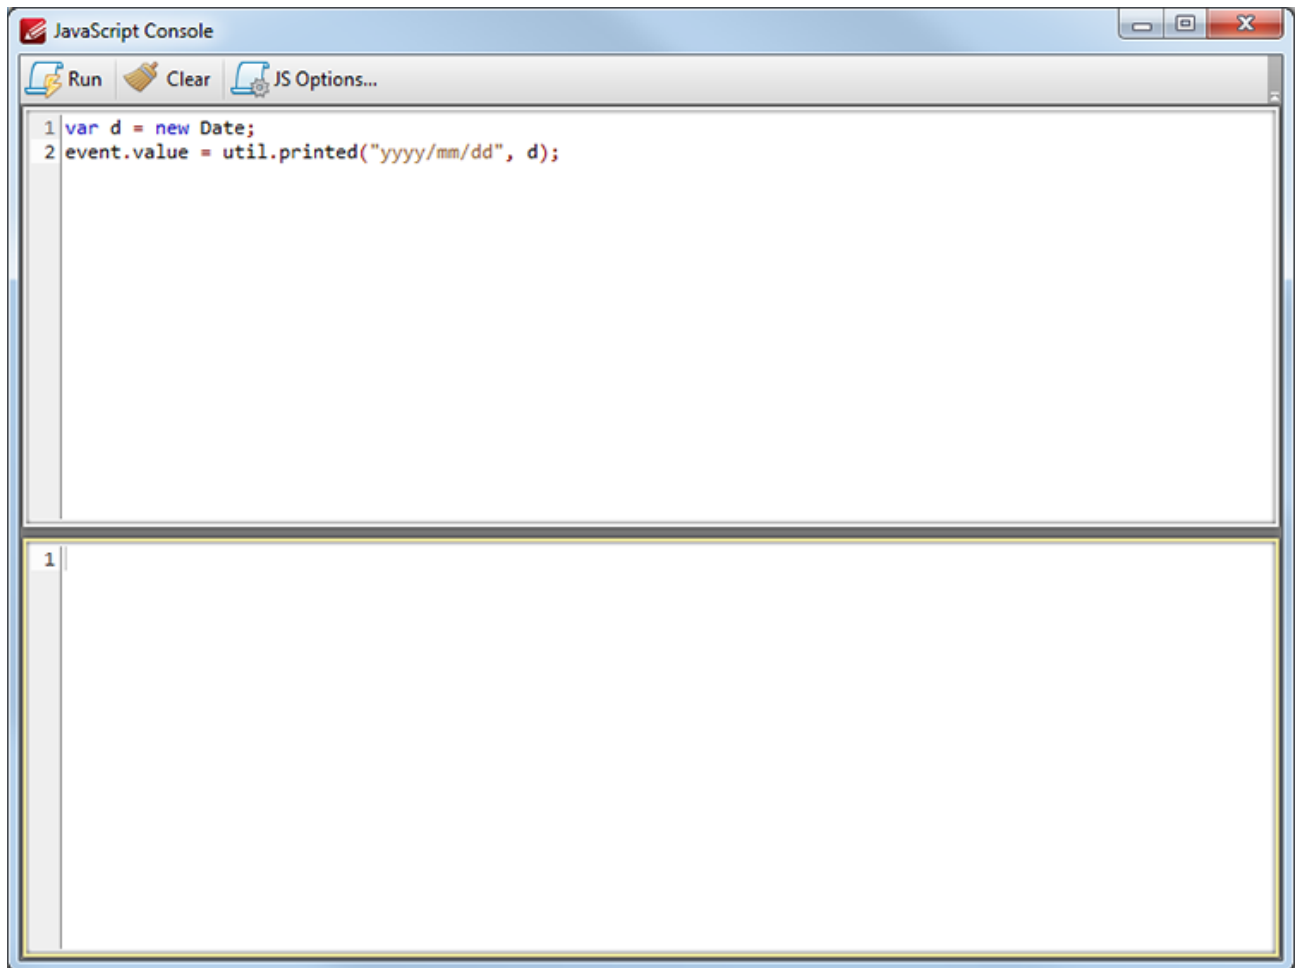 JavaScript Console
Run Clear JS Options...
1 var d = new Date;
2 event.value = util.printed("yyyy/mm/dd", d);
1